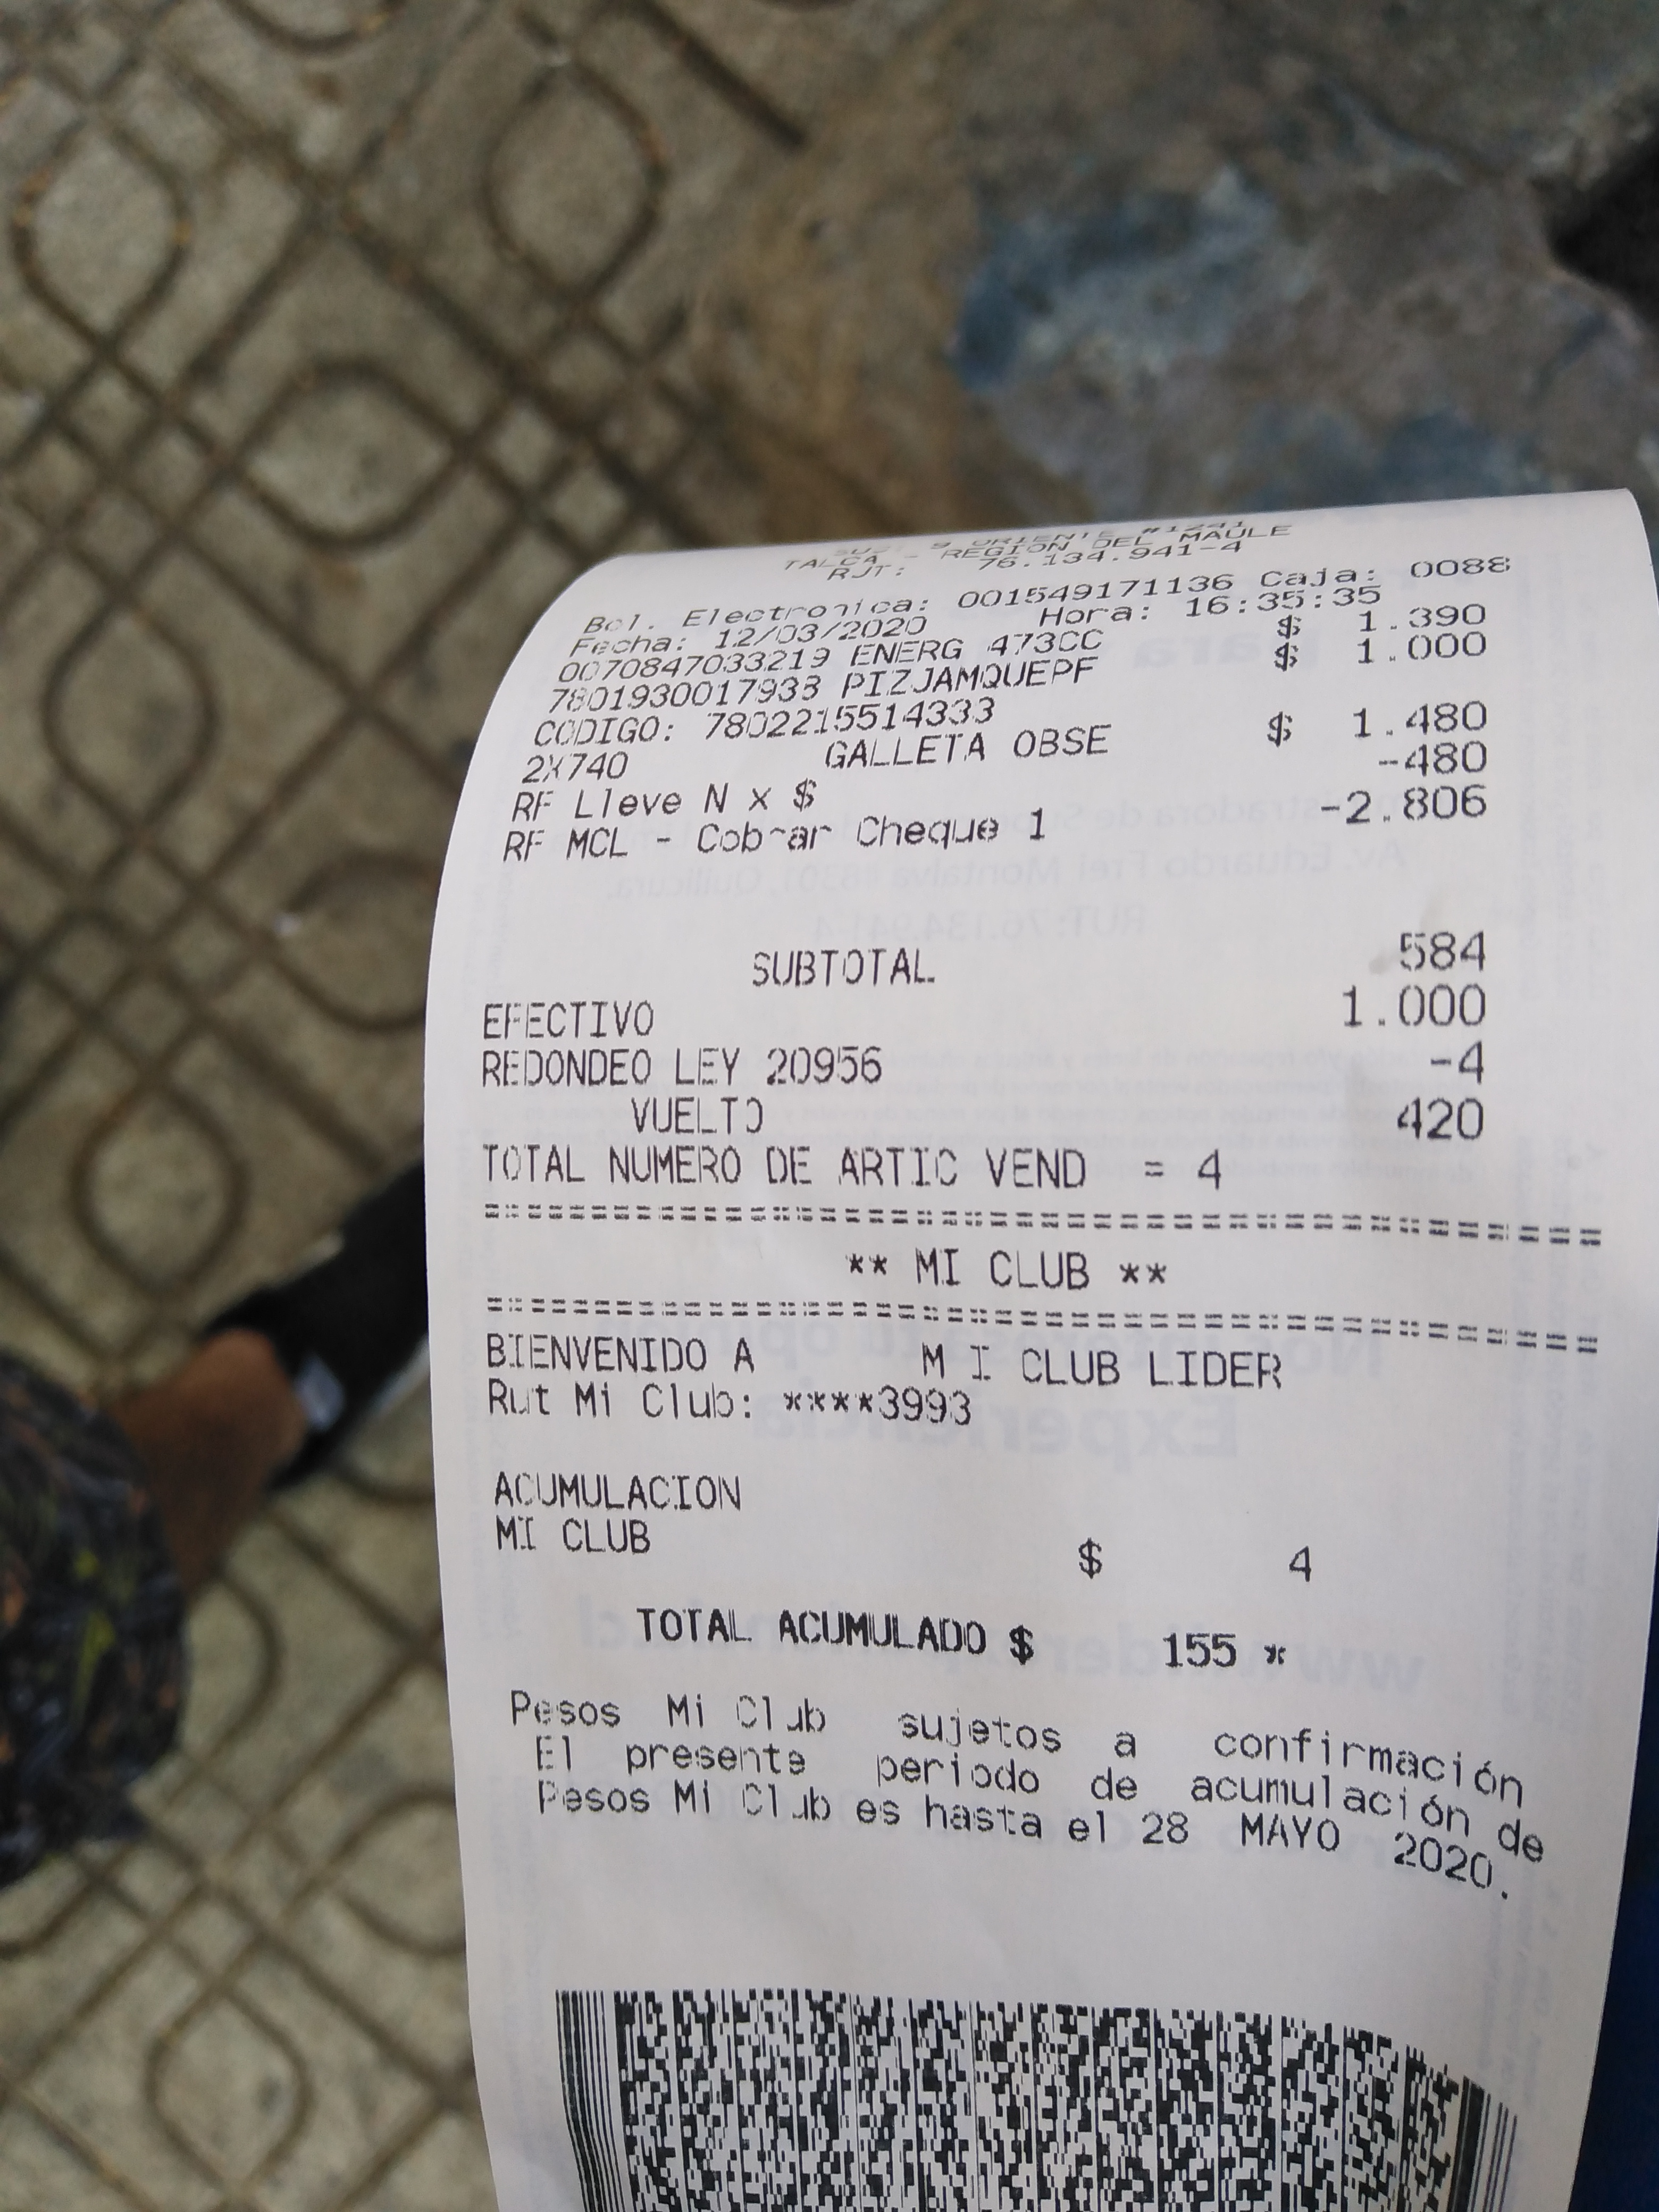 9 ORIENTE #1241
TALCA - REGION DEL MAULE
RUT: 76.134.941-4
Bol. Electronica: 001549171136 Caja: 0088
Fecha: 12/03/2020 Hora: 16:35:35
0070847033219 ENERG 473CC $ 1.390
7801930017938 PIZJAMQUEPF $ 1.000
CODIGO: 7802215514333
2X740 GALLETA OBSE $ 1.480
RF Lleve N x $ -480
RF MCL - Cobrar Cheque 1 -2.806
SUBTOTAL 584
EFECTIVO 1.000
REDONDEO LEY 20956 -4
VUELTO 420
TOTAL NUMERO DE ARTIC VEND = 4
** MI CLUB **
BIENVENIDO A M I CLUB LIDER
Rut Mi Club: ****3993
ACUMULACION
MI CLUB $ 4
TOTAL ACUMULADO $ 155 *
Pesos Mi Club sujetos a confirmación
El presente periodo de acumulación de
Pesos Mi Club es hasta el 28 MAYO 2020.